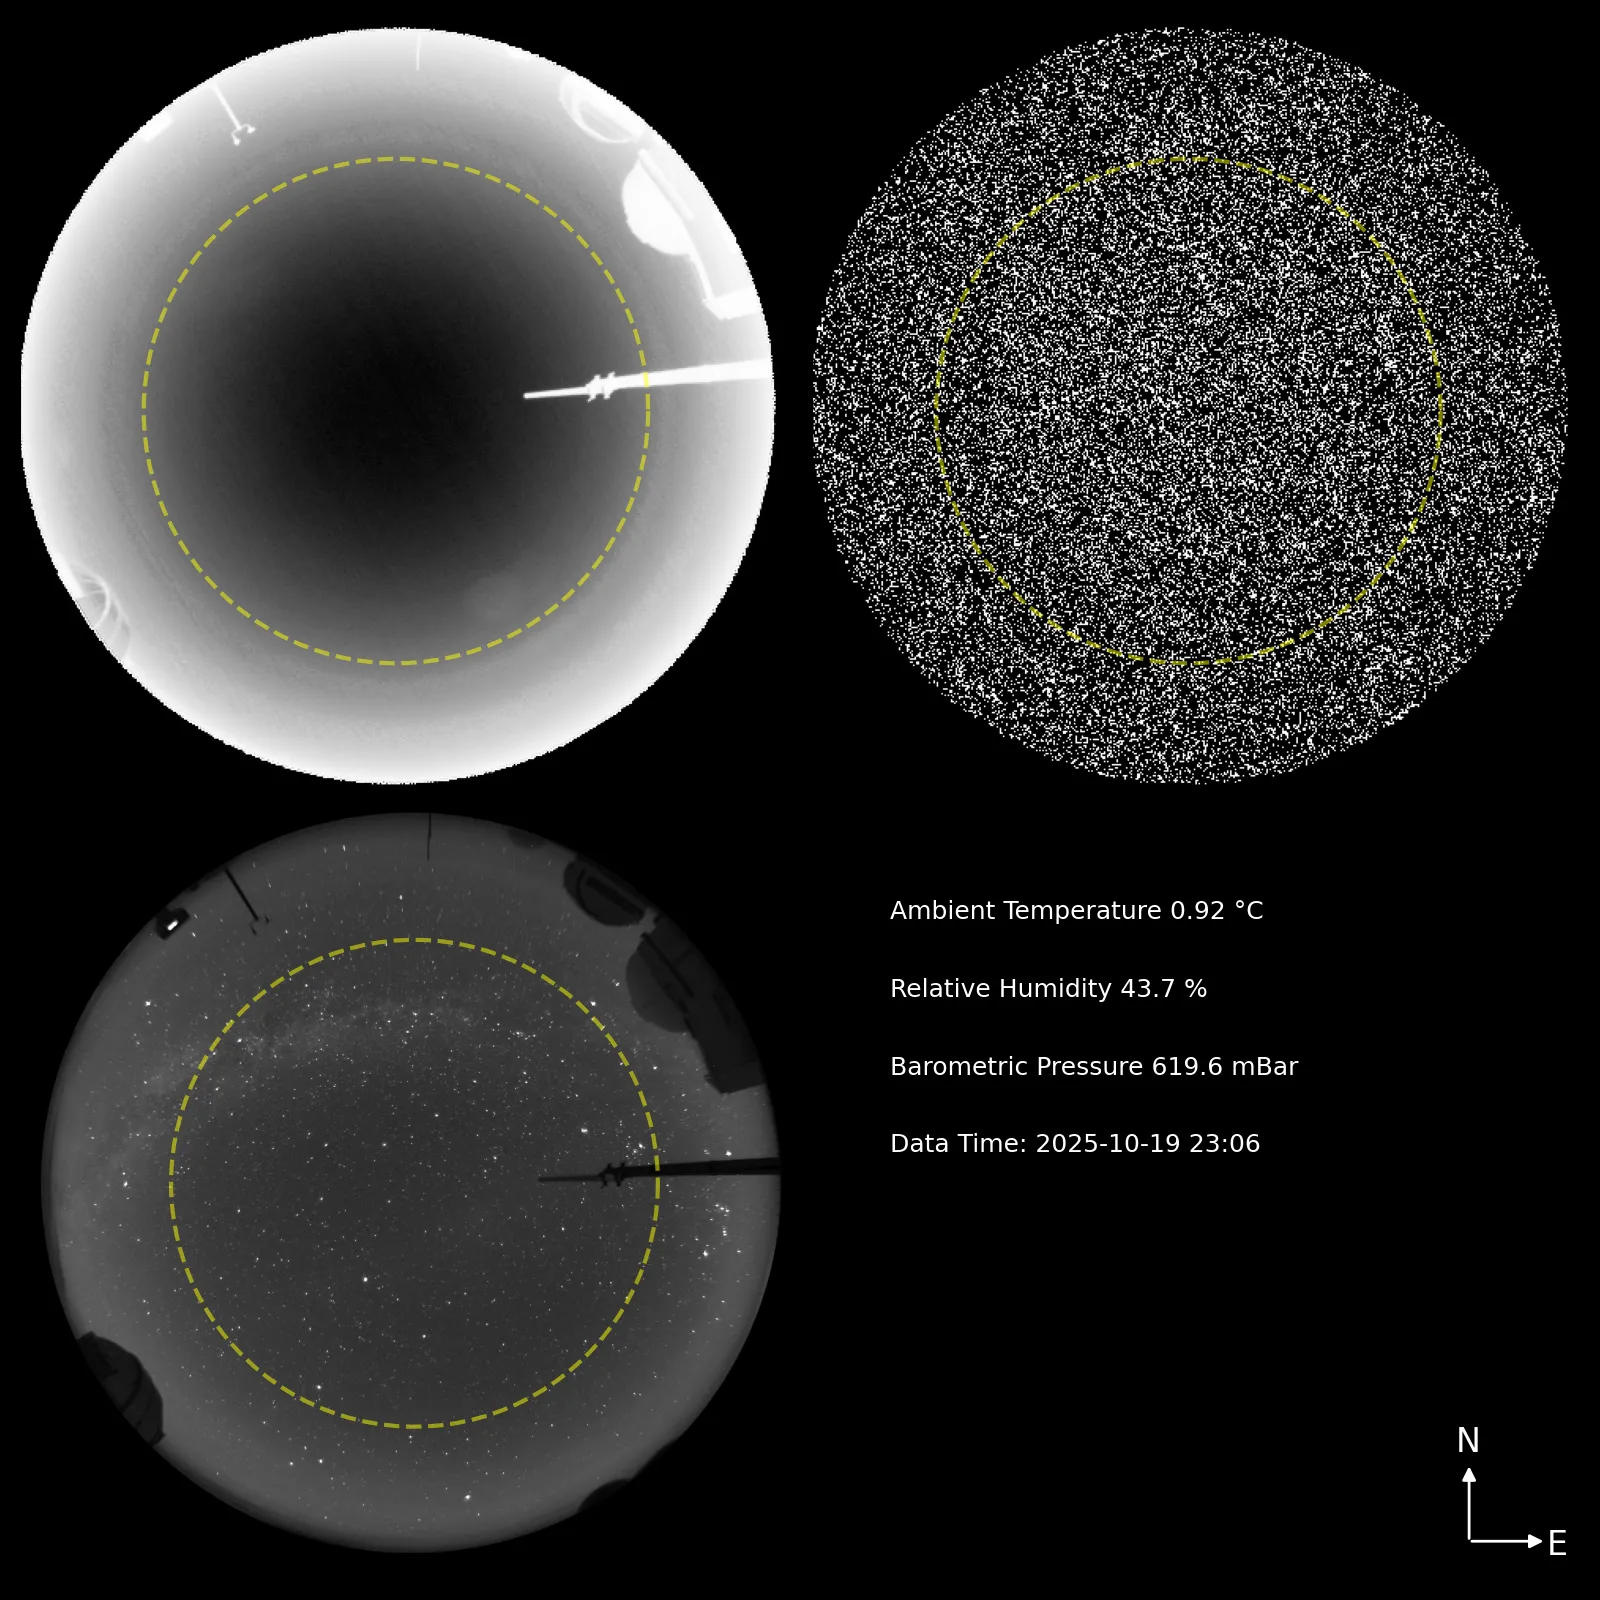 Ambient Temperature 0.92 °C
Relative Humidity 43.7 %
Barometric Pressure 619.6 mBar
Data Time: 2025-10-19 23:06
N
E